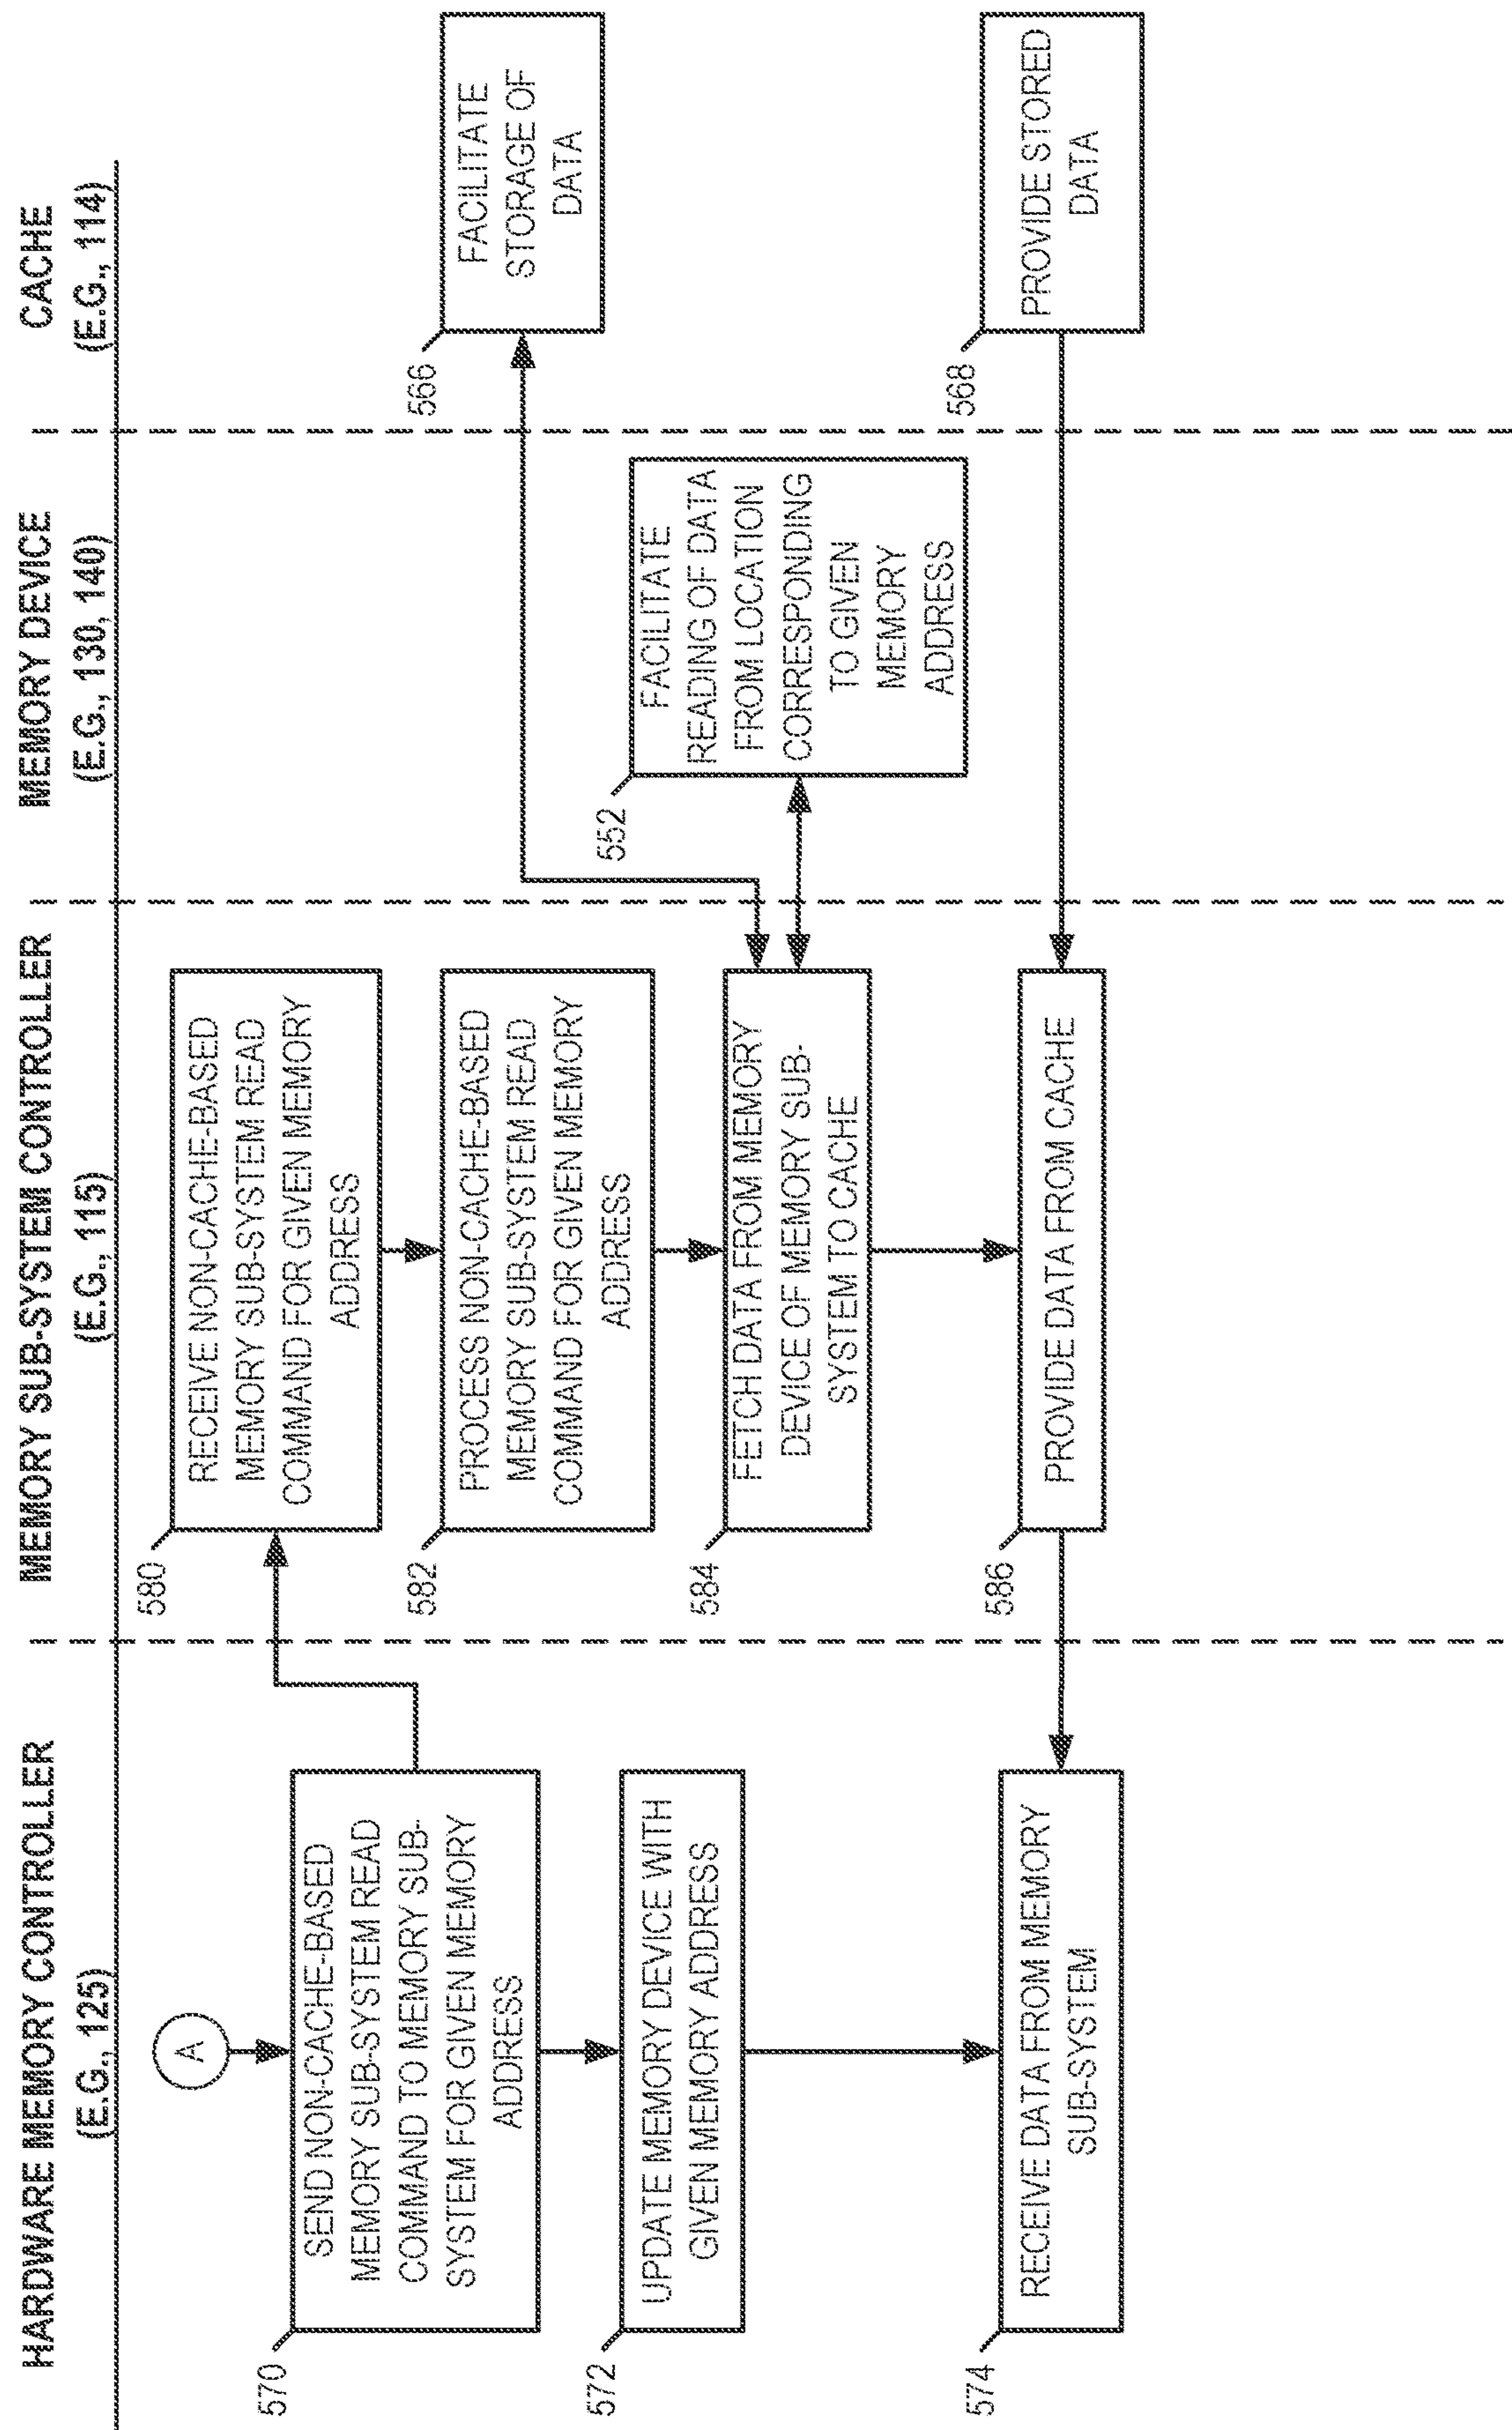 HARDWARE MEMORY CONTROLLER
(E.G., 125)
MEMORY SUB-SYSTEM CONTROLLER
(E.G., 115)
MEMORY DEVICE
(E.G., 130, 140)
CACHE
(E.G., 114)
A
570
SEND NON-CACHE-BASED
MEMORY SUB-SYSTEM READ
COMMAND TO MEMORY SUB-
SYSTEM FOR GIVEN MEMORY
ADDRESS
572
UPDATE MEMORY DEVICE WITH
GIVEN MEMORY ADDRESS
574
RECEIVE DATA FROM MEMORY
SUB-SYSTEM
580
RECEIVE NON-CACHE-BASED
MEMORY SUB-SYSTEM READ
COMMAND FOR GIVEN MEMORY
ADDRESS
582
PROCESS NON-CACHE-BASED
MEMORY SUB-SYSTEM READ
COMMAND FOR GIVEN MEMORY
ADDRESS
584
FETCH DATA FROM MEMORY
DEVICE OF MEMORY SUB-
SYSTEM TO CACHE
586
PROVIDE DATA FROM CACHE
552
FACILITATE
READING OF DATA
FROM LOCATION
CORRESPONDING
TO GIVEN
MEMORY
ADDRESS
566
FACILITATE
STORAGE OF
DATA
568
PROVIDE STORED
DATA